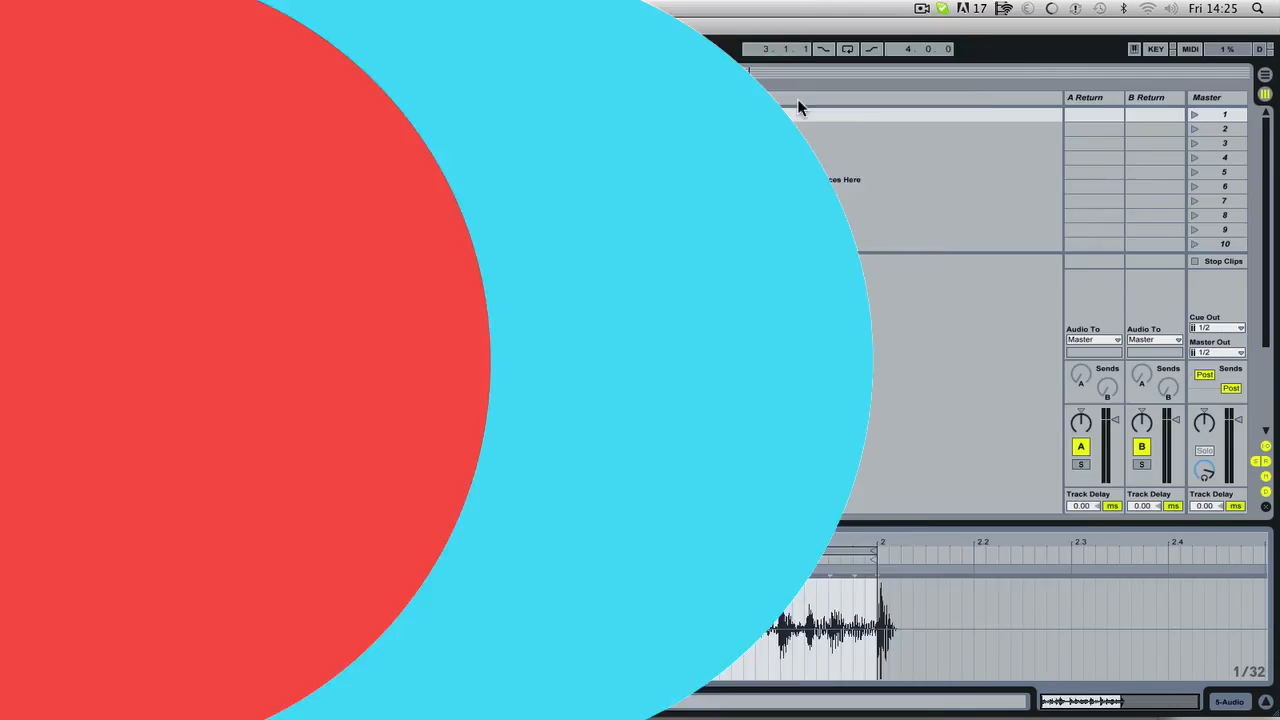 17 Fri 14:25
3. 1. 1 4. 0. 0 KEY MIDI 1 % D
A Return B Return Master
1
2
3
4
ces Here
5
6
7
8
9
10
Stop Clips
Cue Out
1/2
Audio To Audio To
Master Master
Master Out
1/2
Sends Sends Post Sends
A B A B Post
A B Solo
S S
Track Delay Track Delay Track Delay
0.00 ms 0.00 ms 0.00 ms
2 2.2 2.3 2.4
1/32
5-Audio